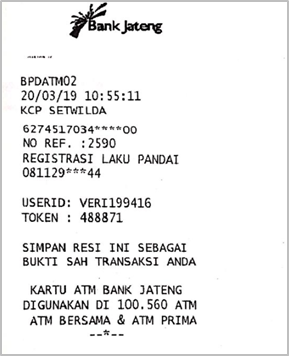 Bank Jateng
BPDATM02
20/03/19 10:55:11
KCP SETWILDA
6274517034****00
NO REF. :2590
REGISTRASI LAKU PANDAI
081129***44
USERID: VERI199416
TOKEN : 488871
SIMPAN RESI INI SEBAGAI
BUKTI SAH TRANSAKSI ANDA
KARTU ATM BANK JATENG
DIGUNAKAN DI 100.560 ATM
ATM BERSAMA & ATM PRIMA
--*--